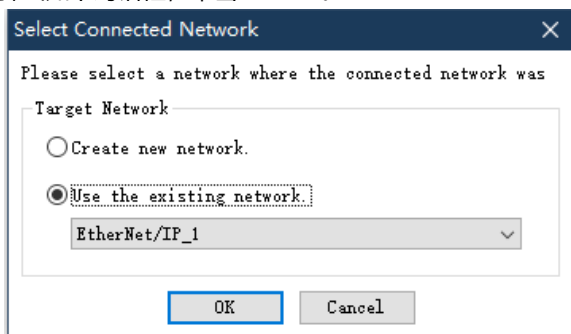 Select Connected Network
Please select a network where the connected network was
Target Network
Create new network.
Use the existing network.
EtherNet/IP_1
OK
Cancel